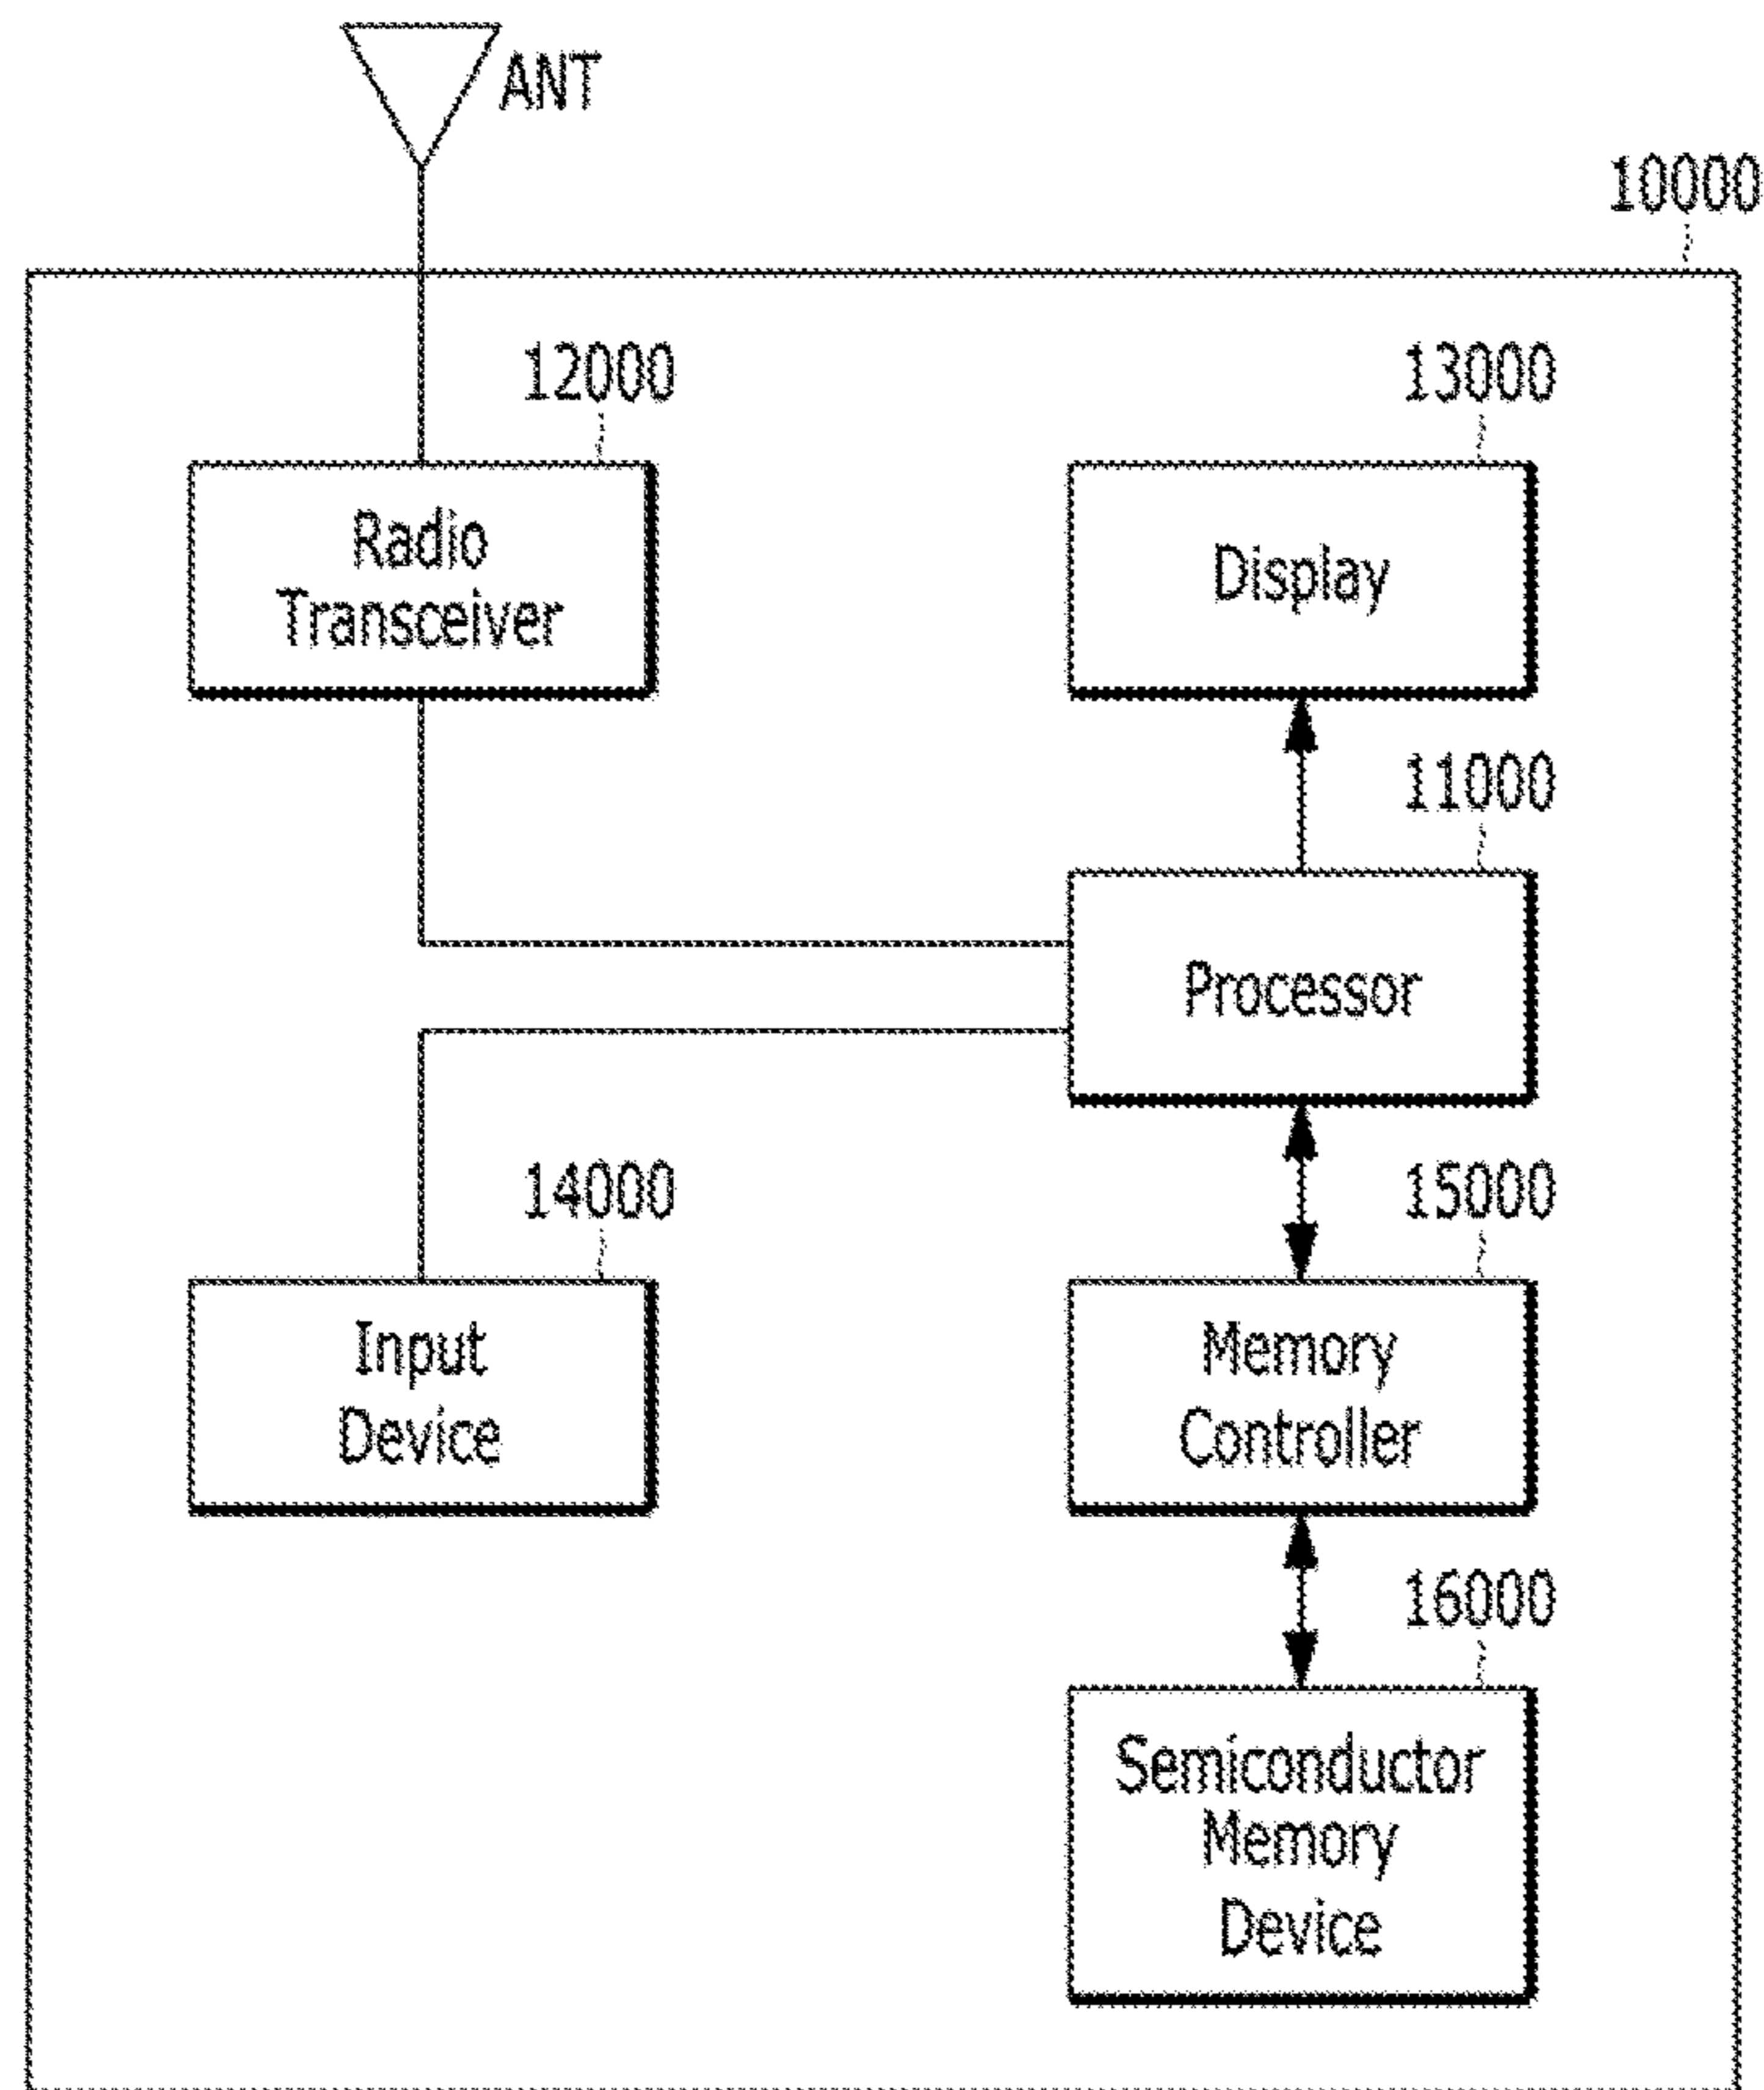 ANT
10000
12000
13000
Radio
Transceiver
Display
11000
Processor
14000
15000
Input
Device
Memory
Controller
16000
Semiconductor
Memory
Device